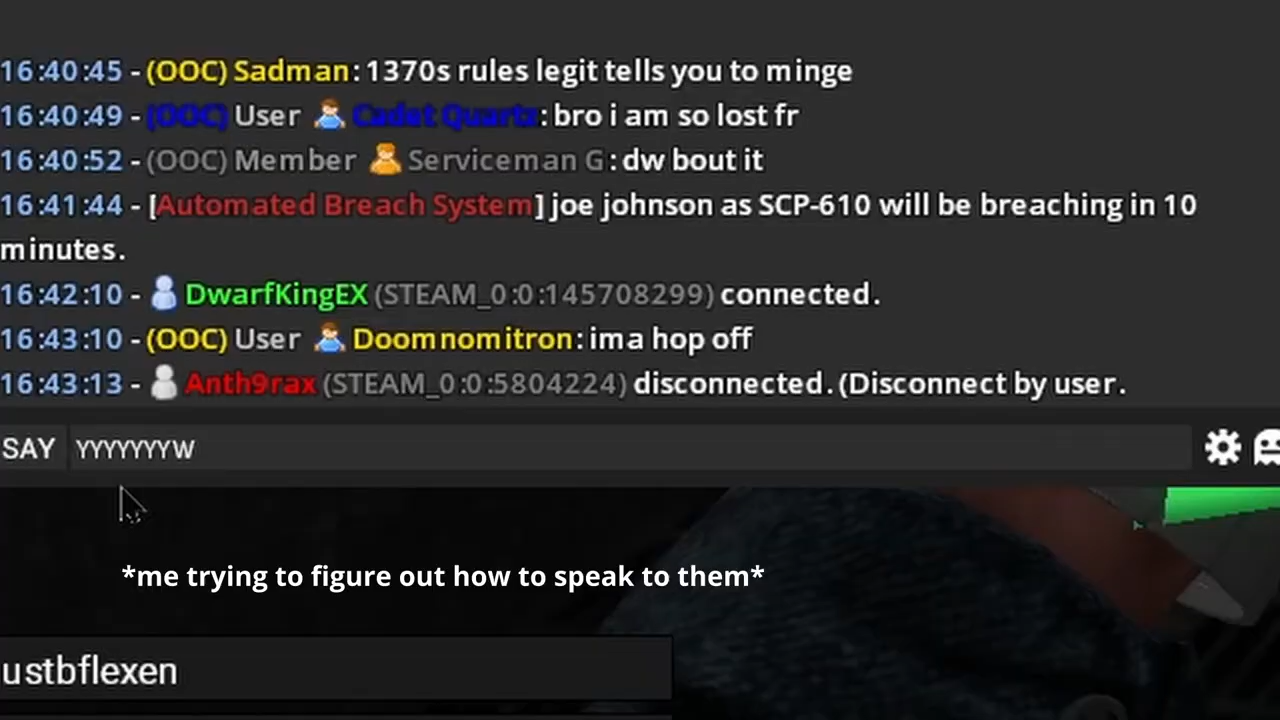 16:40:45 - (OOC) Sadman: 1370s rules legit tells you to minge
16:40:49 - (OOC) User Cadet Quartz: bro i am so lost fr
16:40:52 - (OOC) Member Serviceman G: dw bout it
16:41:44 - [Automated Breach System] joe johnson as SCP-610 will be breaching in 10
minutes.
16:42:10 - DwarfKingEX (STEAM_0:0:145708299) connected.
16:43:10 - (OOC) User Doomnomitron: ima hop off
16:43:13 - Anth9rax (STEAM_0:0:5804224) disconnected. (Disconnect by user.
SAY YYYYYYYW
*me trying to figure out how to speak to them*
ustbflexen